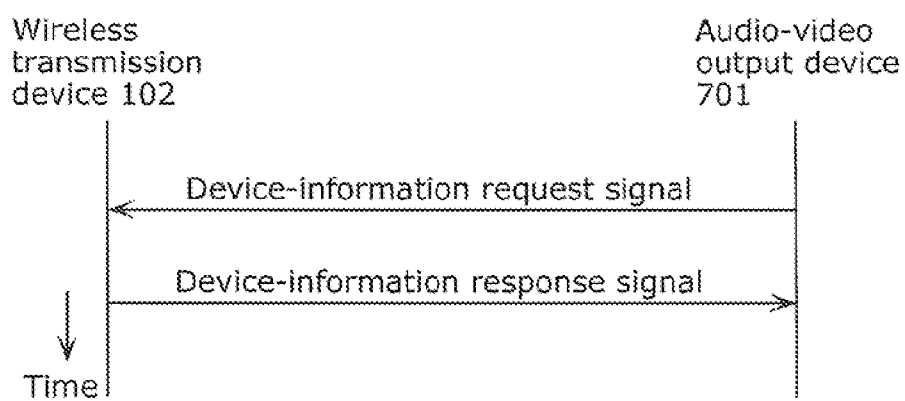 Wireless
transmission
device 102
Audio-video
output device
701
Device-information request signal
Device-information response signal
Time